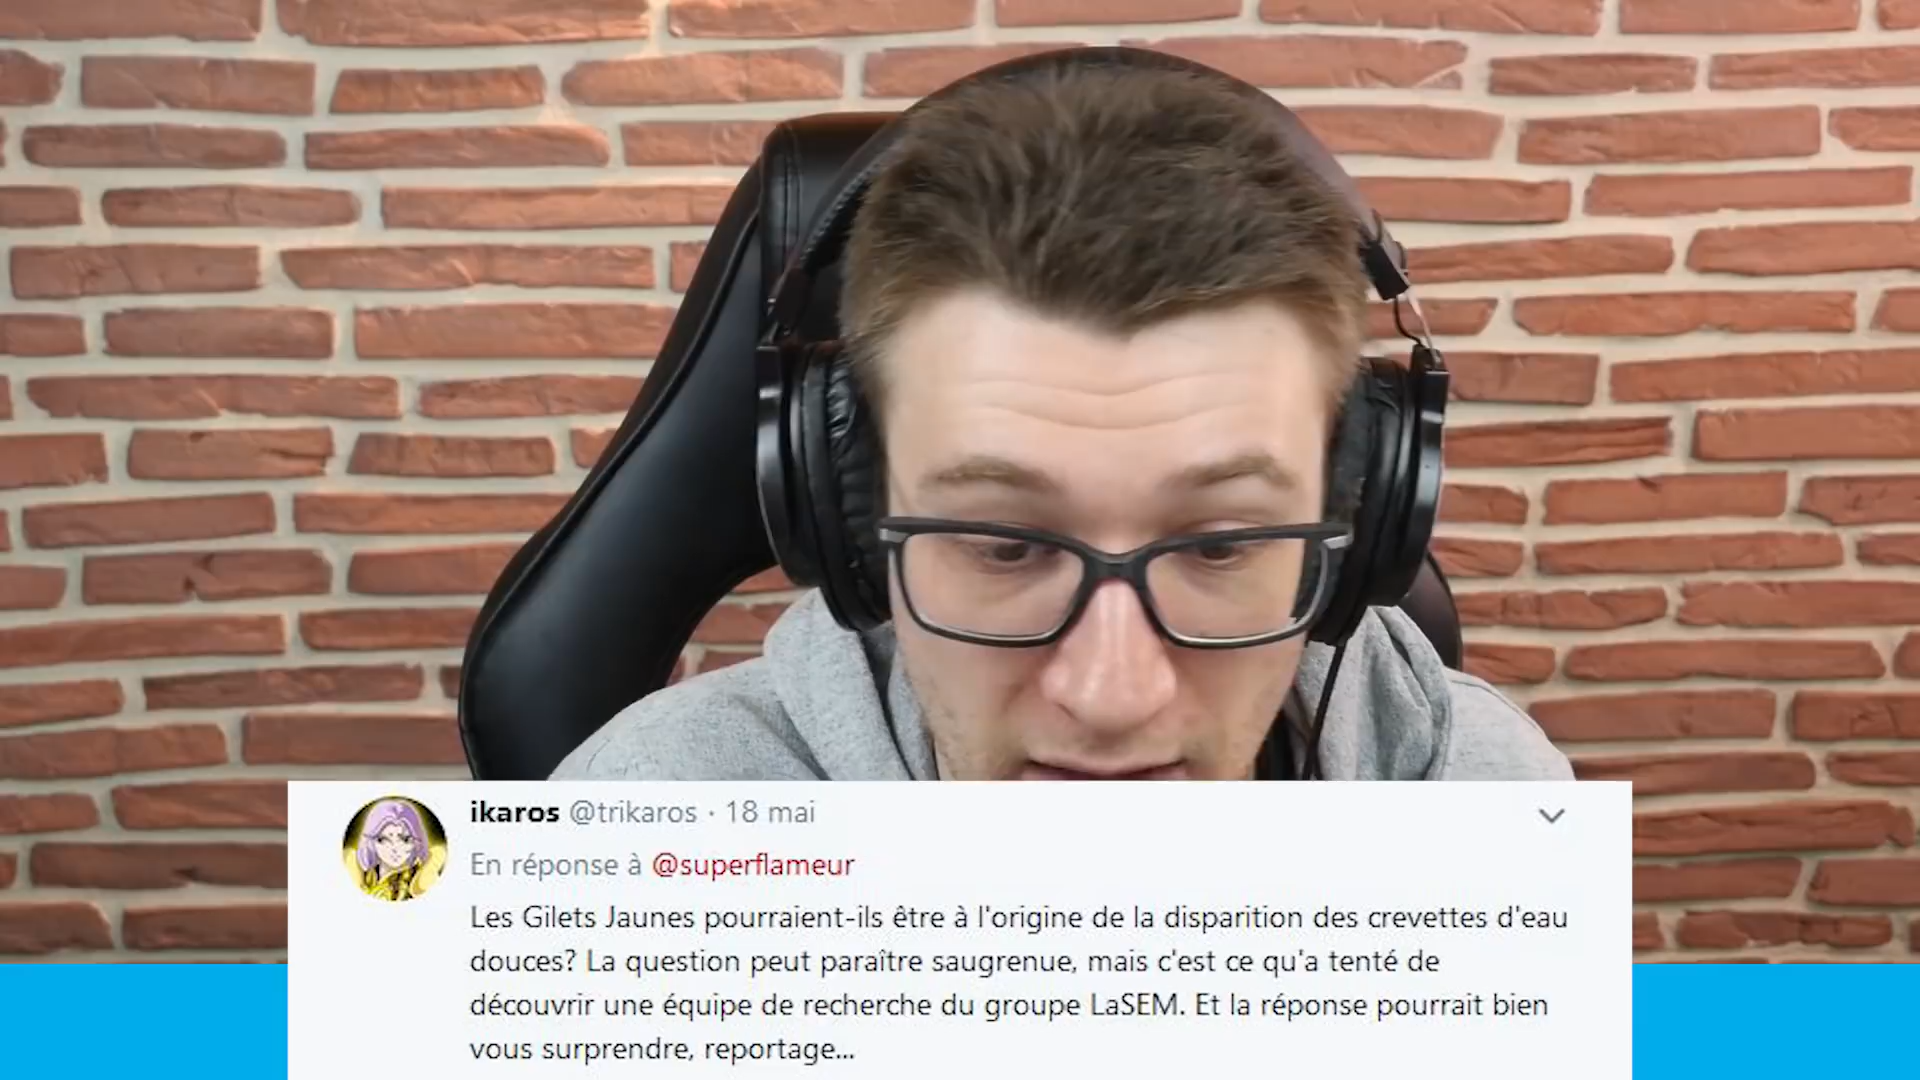 ikaros @trikaros · 18 mai
En réponse à @superflameur
Les Gilets Jaunes pourraient-ils être à l'origine de la disparition des crevettes d'eau
douces? La question peut paraître saugrenue, mais c'est ce qu'a tenté de
découvrir une équipe de recherche du groupe LaSEM. Et la réponse pourrait bien
vous surprendre, reportage...